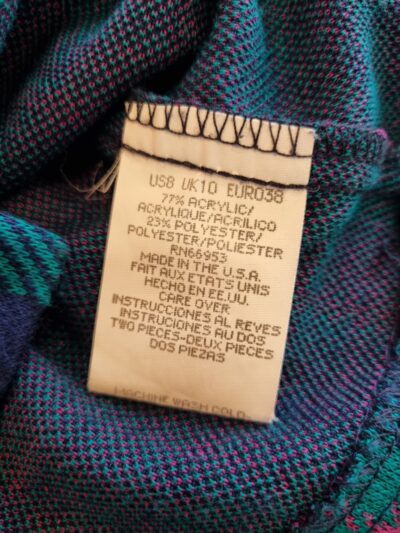 US8 UK10 EURO38
77% ACRYLIC/
ACRYLIQUE/ACRILICO
23% POLYESTER/
POLYESTER/POLIESTER
RN66953
MADE IN THE U.S.A.
FAIT AUX ETATS UNIS
HECHO EN EE.UU.
CARE OVER
INSTRUCCIONES AL REVES
INSTRUCIONES AU DOS
TWO PIECES-DEUX PIECES
DOS PIEZAS
MACHINE WASH COLD.